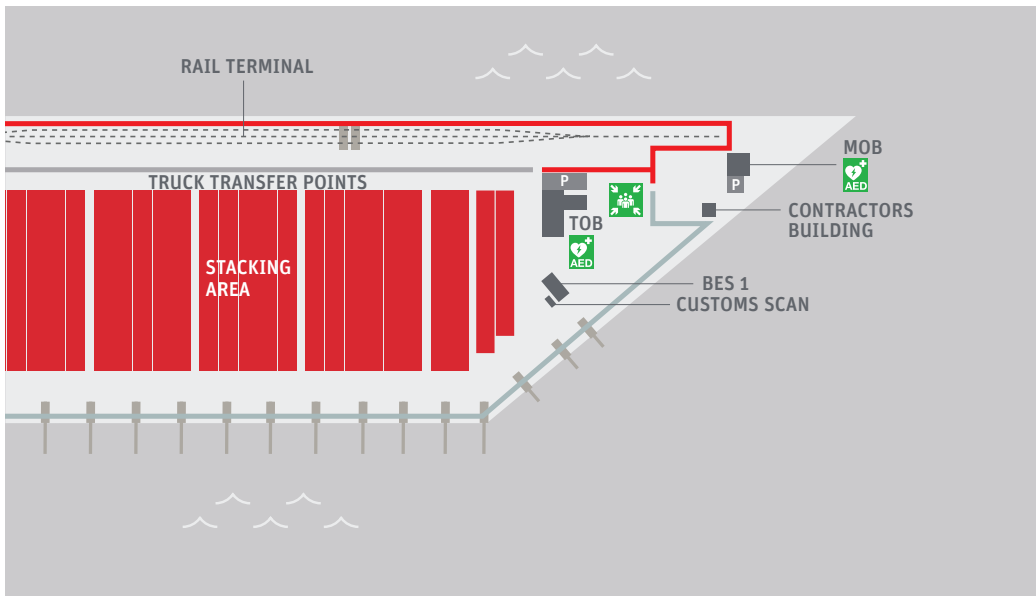 RAIL TERMINAL
MOB
AED
TRUCK TRANSFER POINTS
P
P
CONTRACTORS
BUILDING
TOB
AED
STACKING
AREA
BES 1
CUSTOMS SCAN